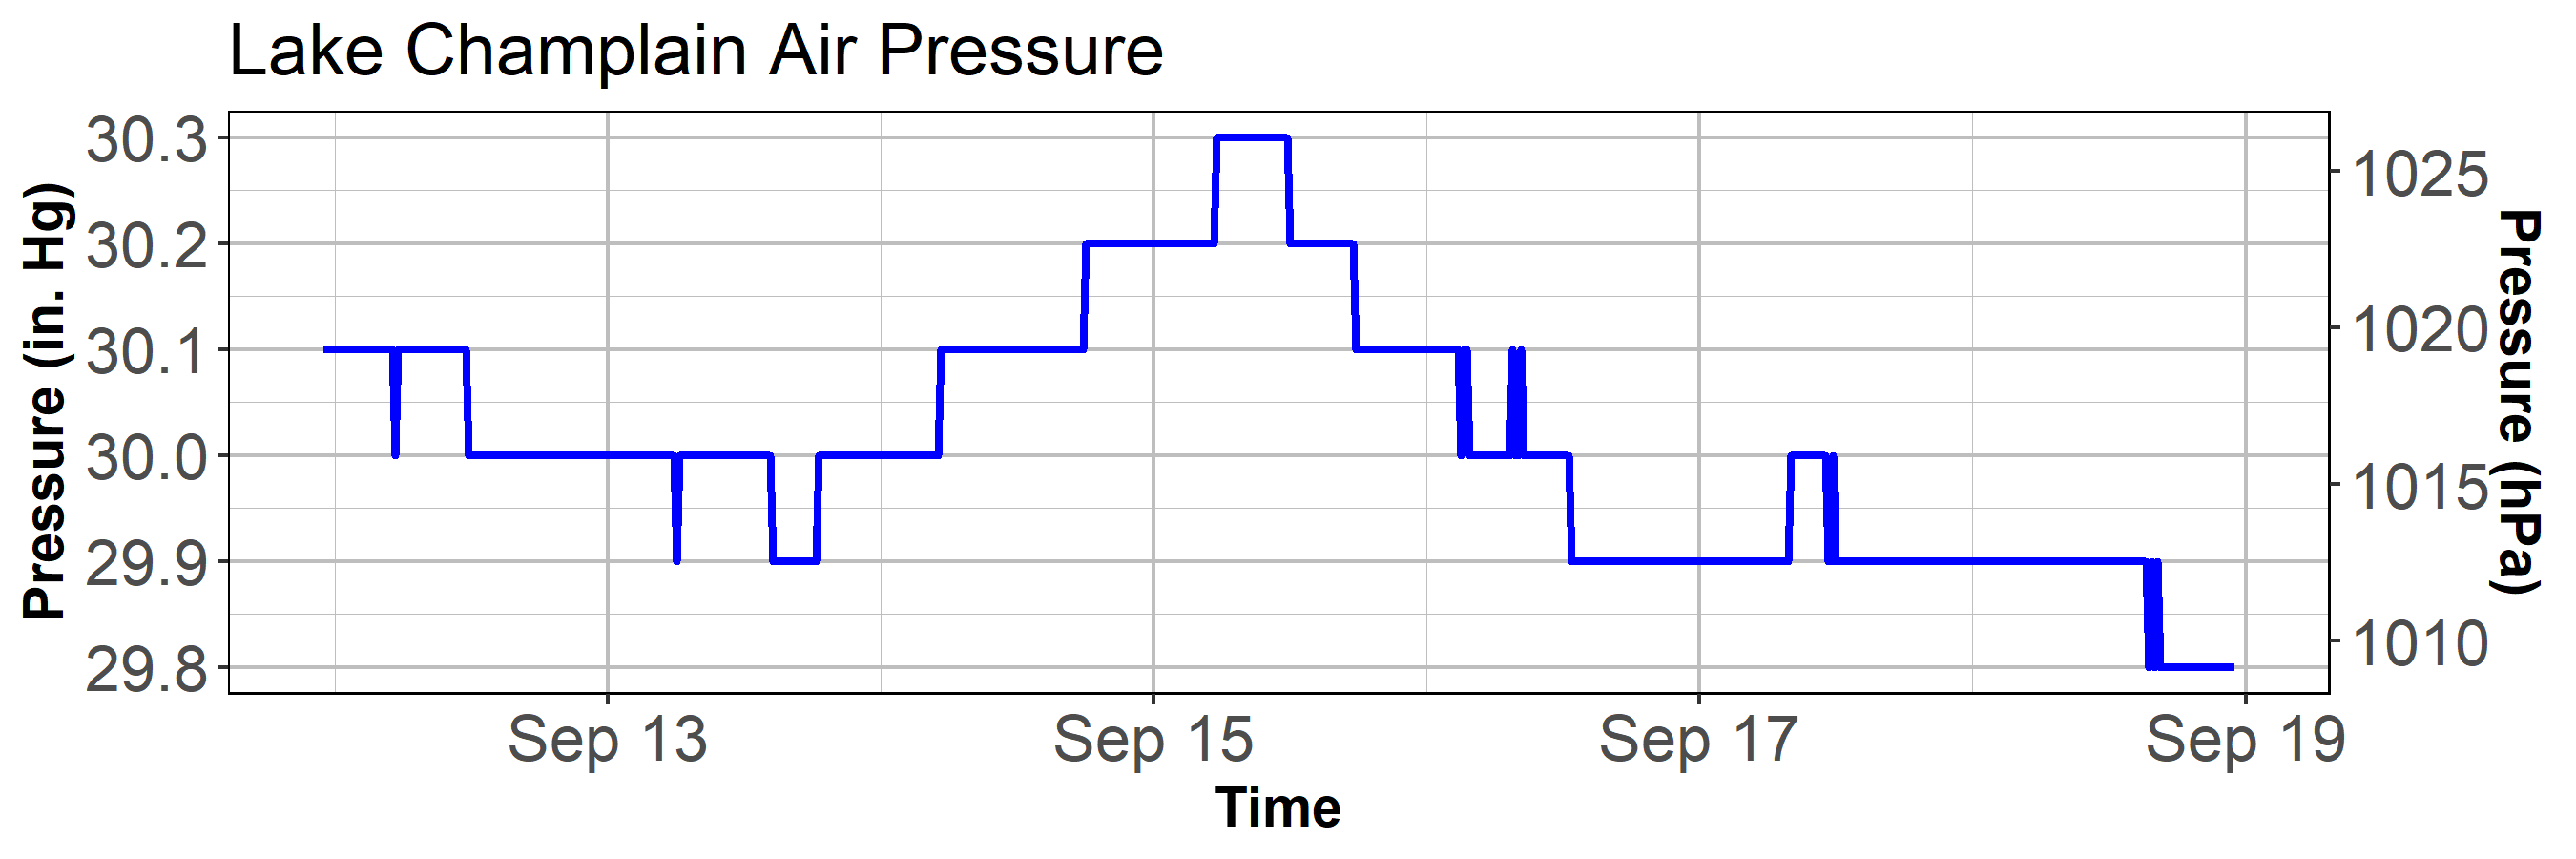 Lake Champlain Air Pressure
Pressure (in. Hg)
30.3
30.2
30.1
30.0
29.9
29.8
1025
1020
1015
1010
Pressure (hPa)
Sep 13 Sep 15 Sep 17 Sep 19
Time